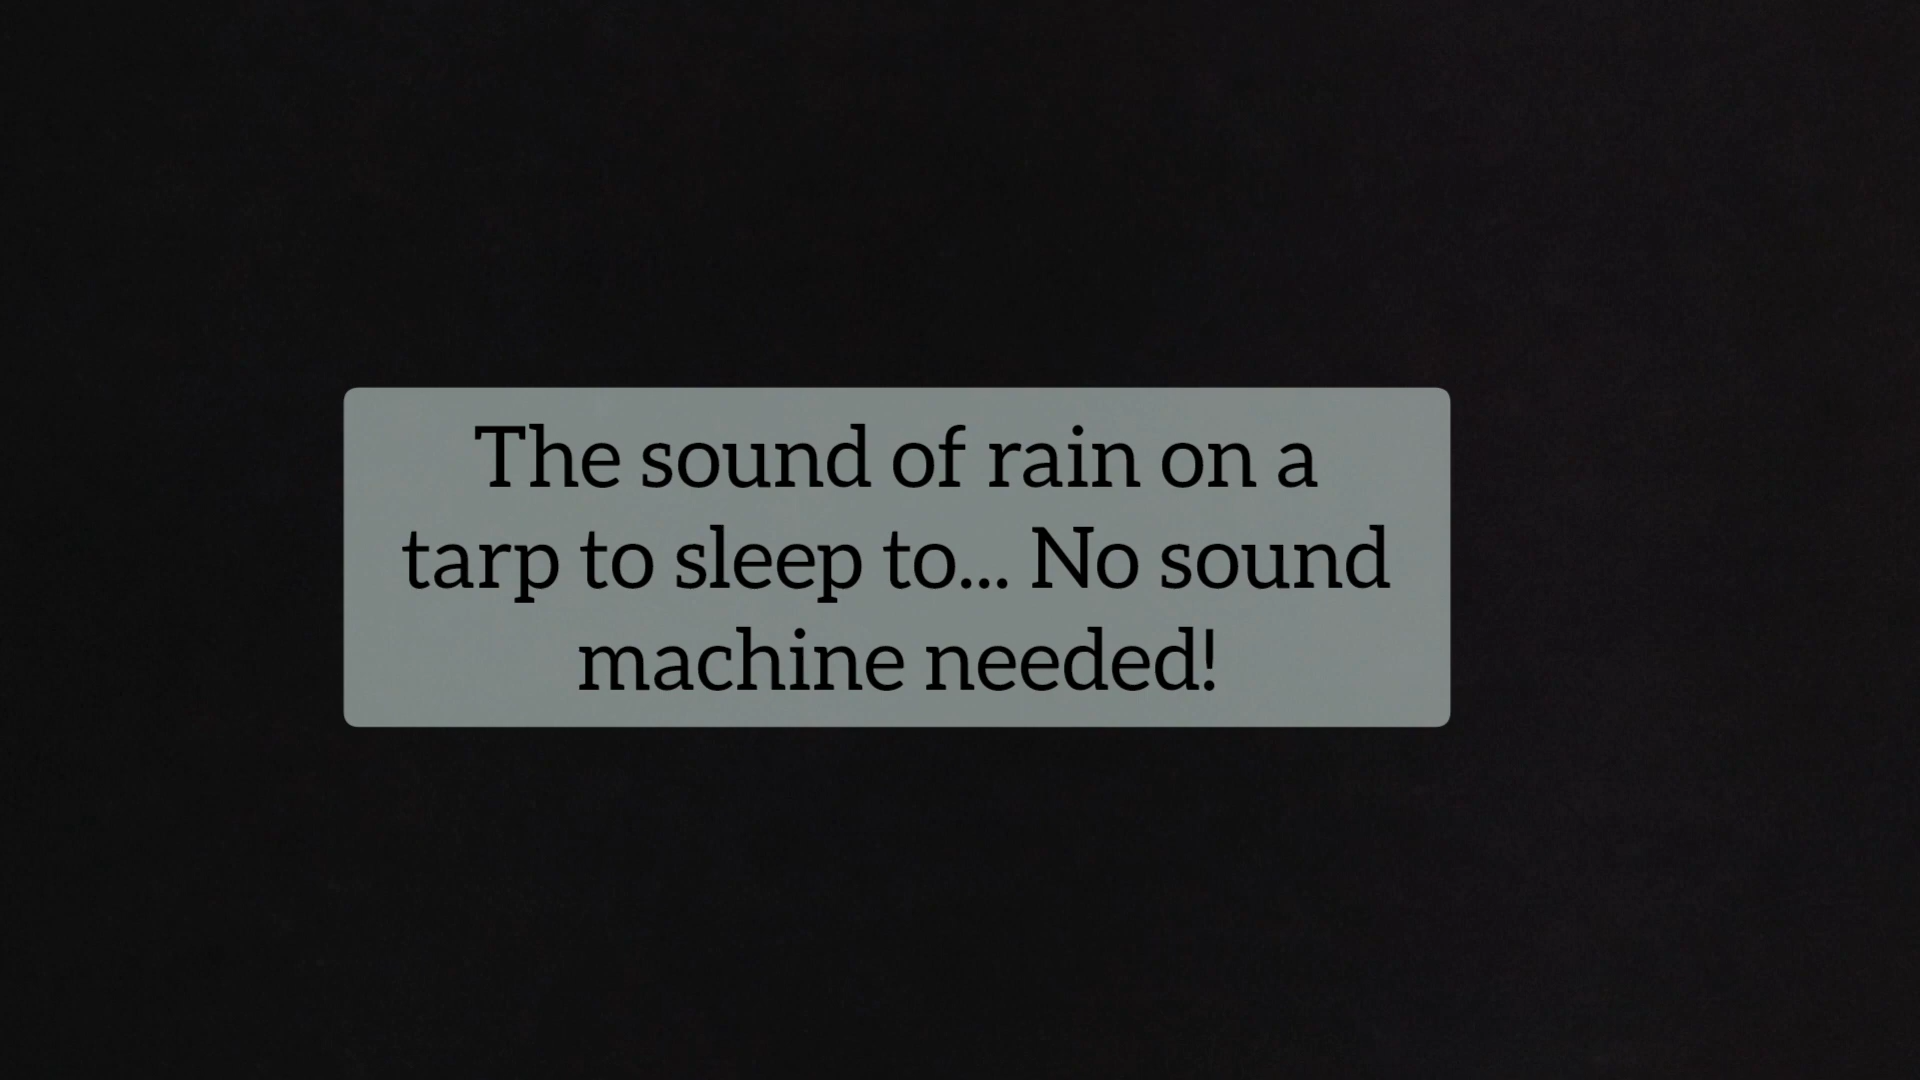 The sound of rain on a
tarp to sleep to... No sound
machine needed!